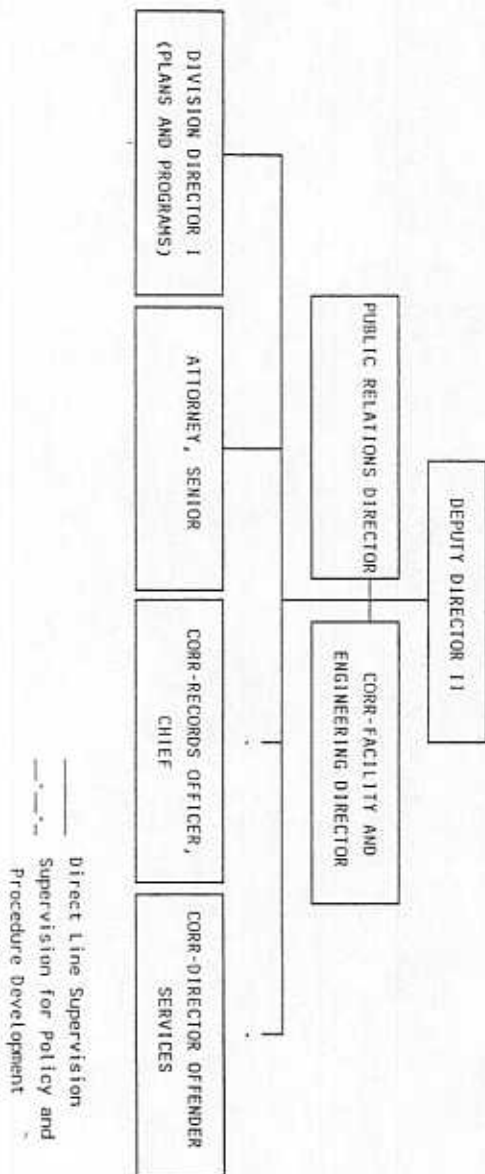 DEPUTY DIRECTOR II
PUBLIC RELATIONS DIRECTOR
CORR-FACILITY AND
ENGINEERING DIRECTOR
DIVISION DIRECTOR I
(PLANS AND PROGRAMS)
ATTORNEY, SENIOR
CORR-RECORDS OFFICER,
CHIEF
CORR-DIRECTOR OFFENDER
SERVICES
Direct Line Supervision
Supervision for Policy and
Procedure Development